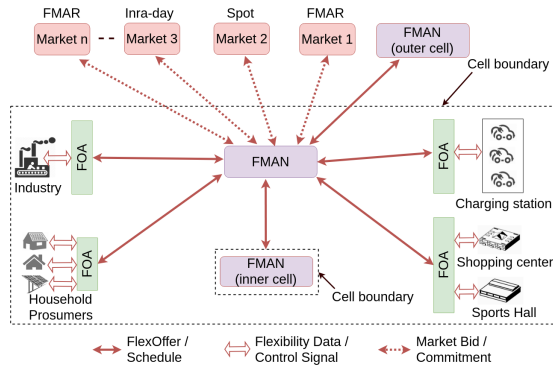 FMAR
Inra-day
Spot
FMAR
Market n
Market 3
Market 2
Market 1
FMAN
(outer cell)
Cell boundary
FOA
Industry
FMAN
FOA
Charging station
FOA
Household
Prosumers
FMAN
(inner cell)
Cell boundary
FOA
Shopping center
Sports Hall
FlexOffer /
Schedule
Flexibility Data /
Control Signal
Market Bid /
Commitment